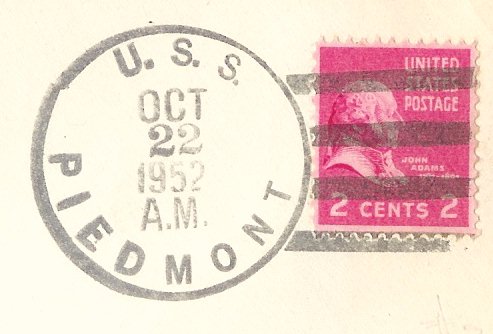 U. S. S.
OCT
22
1952
A.M.
PIEDMONT
UNITED
STATES
POSTAGE
JOHN
ADAMS
2 CENTS 2